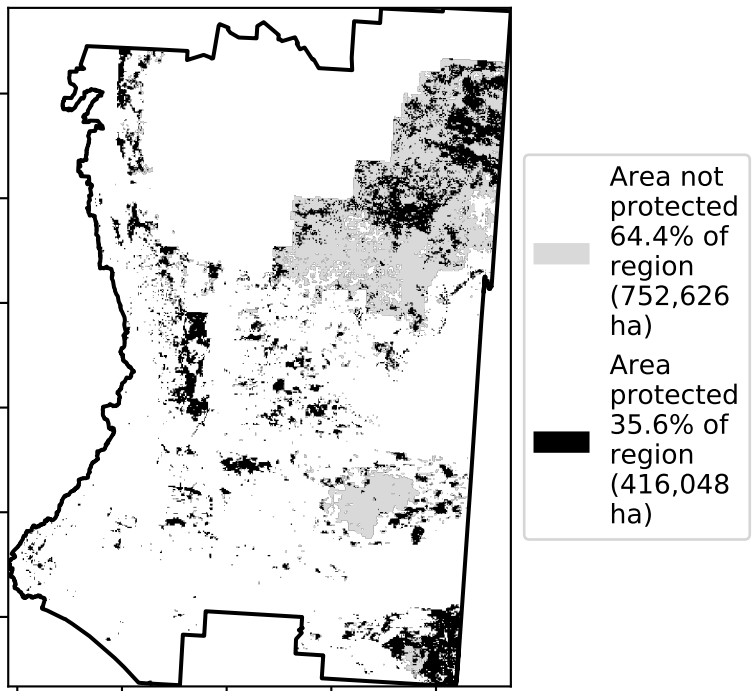 Area not
protected
64.4% of
region
(752,626
ha)
Area
protected
35.6% of
region
(416,048
ha)